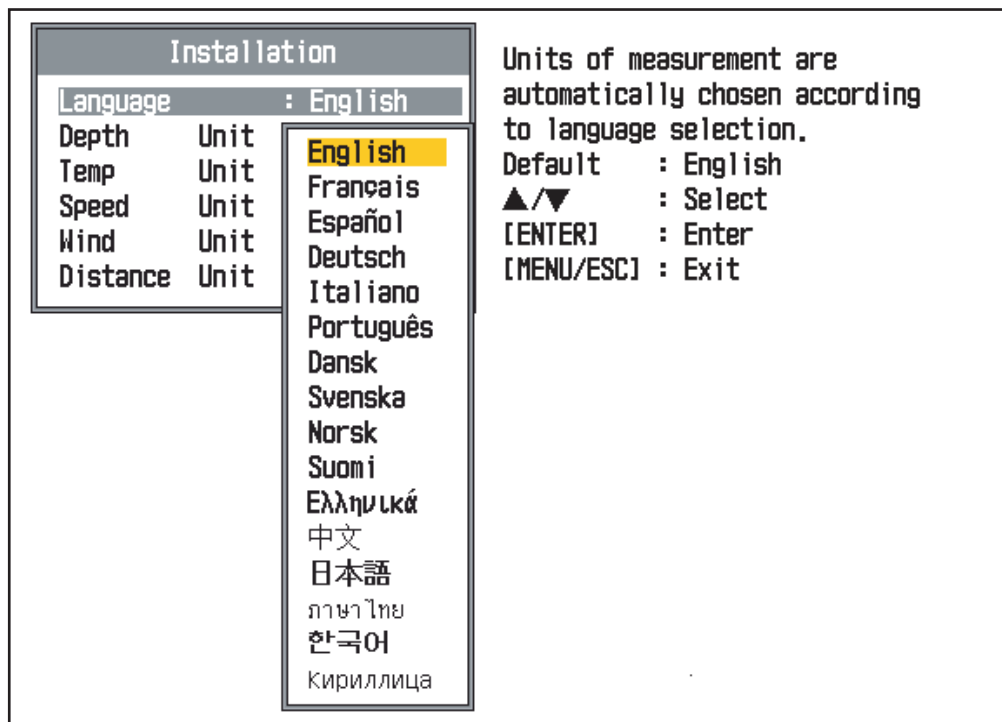 Installation
Language : English
Depth Unit
Temp Unit
Speed Unit
Wind Unit
Distance Unit
English
Français
Español
Deutsch
Italiano
Português
Dansk
Svenska
Norsk
Suomi
Ελληνικά
中文
日本語
ภาษาไทย
한국어
Кириллица
Units of measurement are
automatically chosen according
to language selection.
Default : English
▲/▼ : Select
[ENTER] : Enter
[MENU/ESC] : Exit